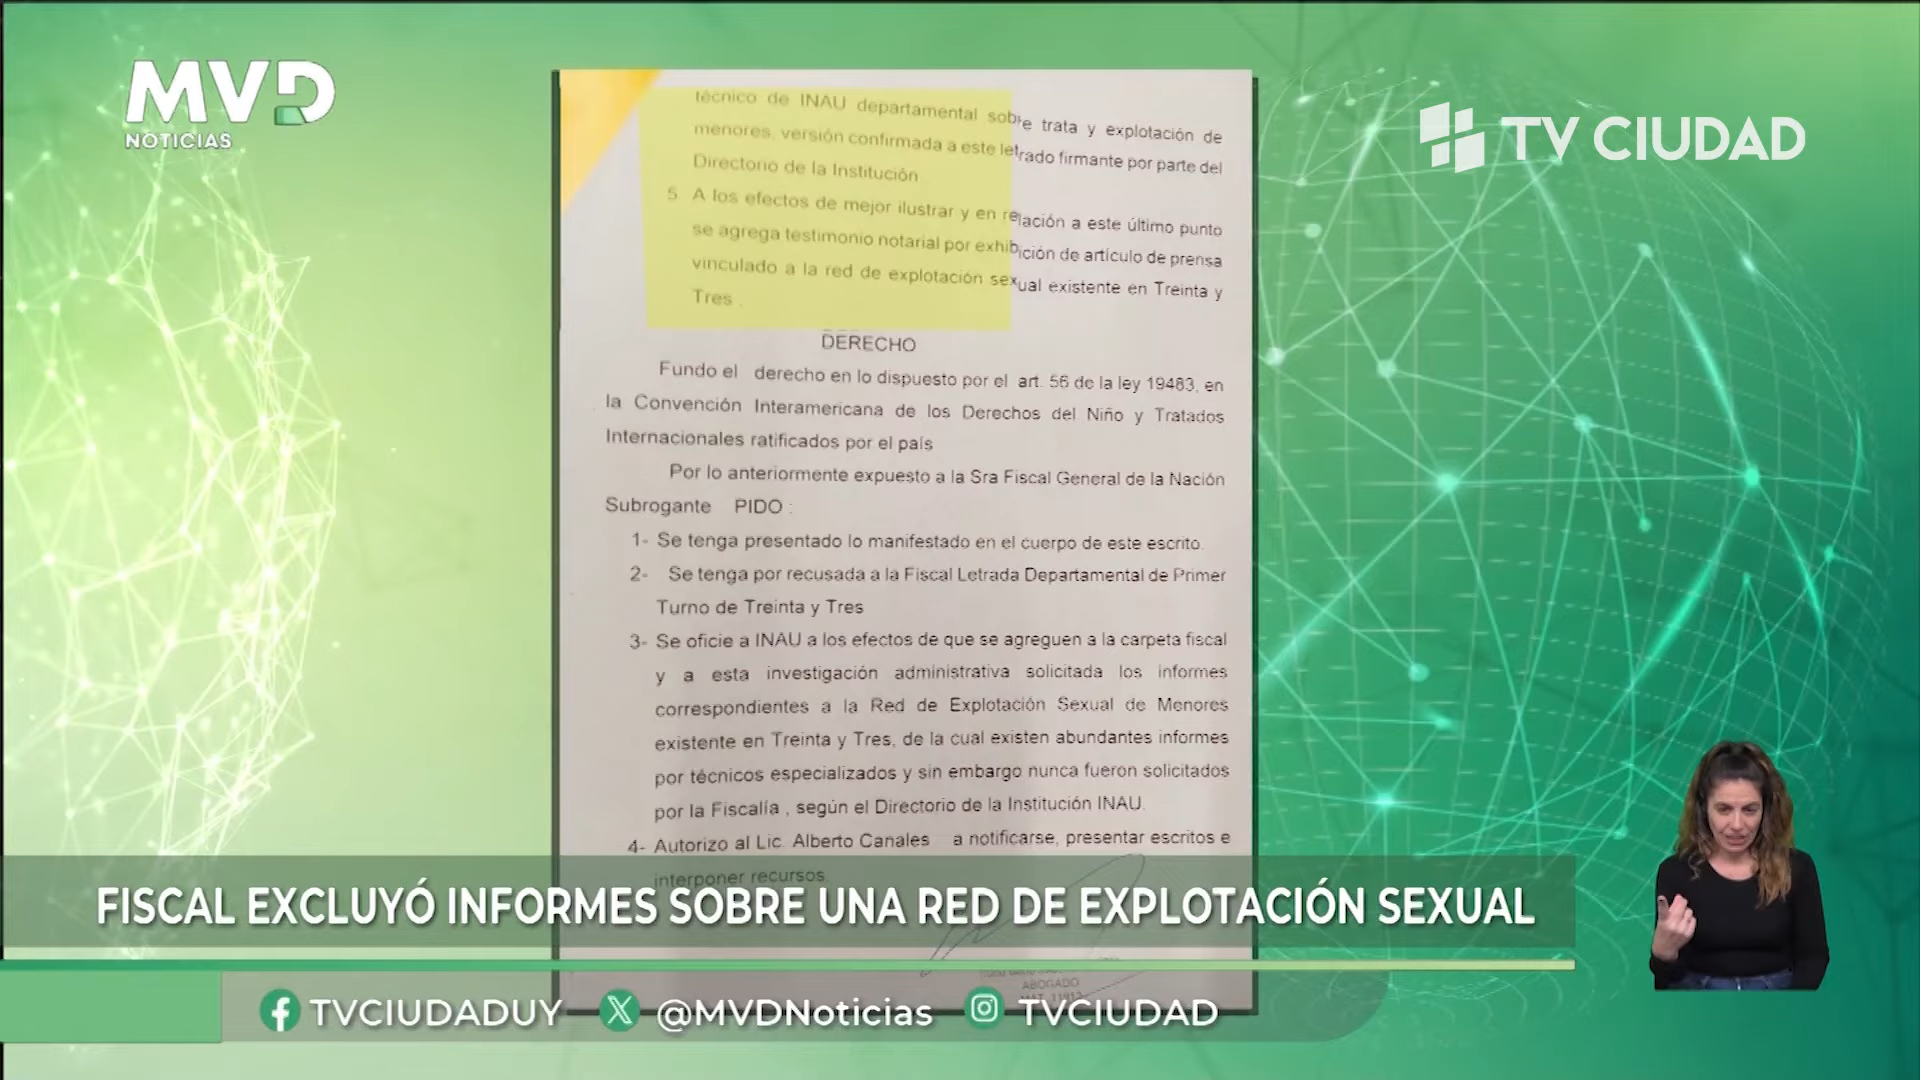 MVD
NOTICIAS
TV CIUDAD
técnico de INAU departamental sobre trata y explotación de
menores, versión confirmada a este letrado firmante por parte del
Directorio de la Institución
5. A los efectos de mejor ilustrar y en relación a este último punto
se agrega testimonio notarial por exhibición de artículo de prensa
vinculado a la red de explotación sexual existente en Treinta y
Tres .
DERECHO
Fundo el derecho en lo dispuesto por el art. 56 de la ley 19483, en
la Convención Interamericana de los Derechos del Niño y Tratados
Internacionales ratificados por el país
Por lo anteriormente expuesto a la Sra Fiscal General de la Nación
Subrogante PIDO :
1- Se tenga presentado lo manifestado en el cuerpo de este escrito.
2- Se tenga por recusada a la Fiscal Letrada Departamental de Primer
Turno de Treinta y Tres
3- Se oficie a INAU a los efectos de que se agreguen a la carpeta fiscal
y a esta investigación administrativa solicitada los informes
correspondientes a la Red de Explotación Sexual de Menores
existente en Treinta y Tres, de la cual existen abundantes informes
por técnicos especializados y sin embargo nunca fueron solicitados
por la Fiscalía , según el Directorio de la Institución INAU.
4- Autorizo al Lic. Alberto Canales a notificarse, presentar escritos e
interponer recursos.
FISCAL EXCLUYÓ INFORMES SOBRE UNA RED DE EXPLOTACIÓN SEXUAL
ABOGADO
TVCIUDADUY @MVDNoticias TVCIUDAD